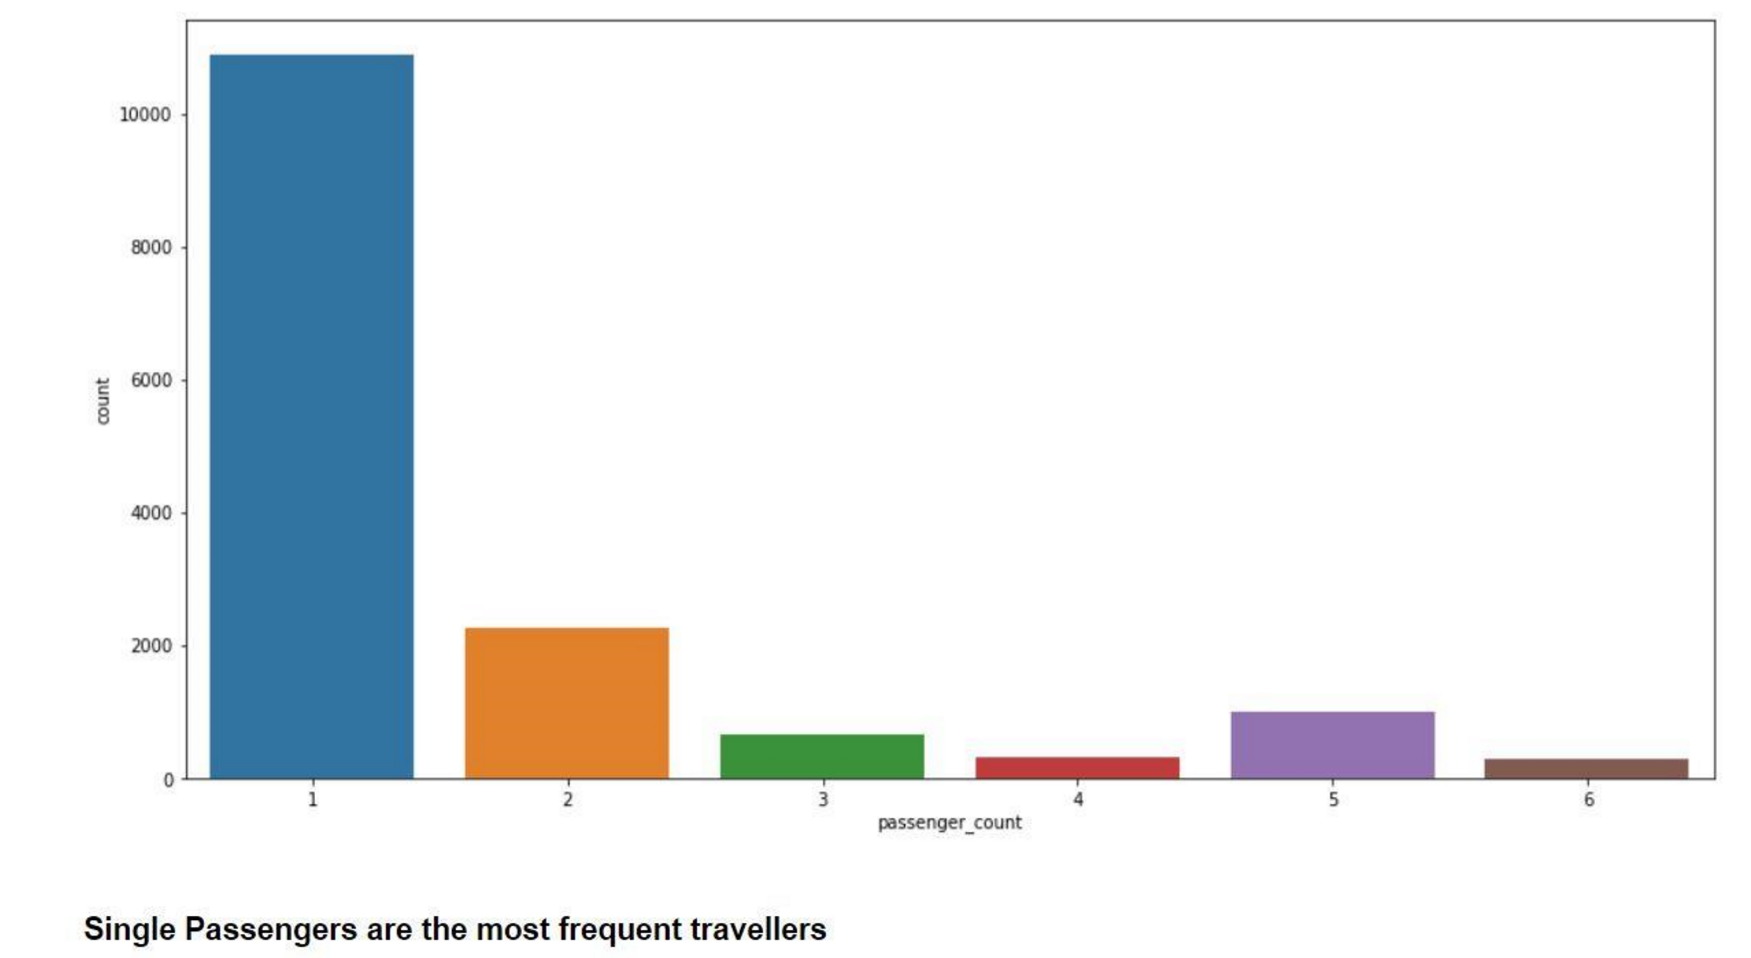 10000
8000
6000
4000
2000
0
count
1 2 3 4 5 6
passenger_count
Single Passengers are the most frequent travellers